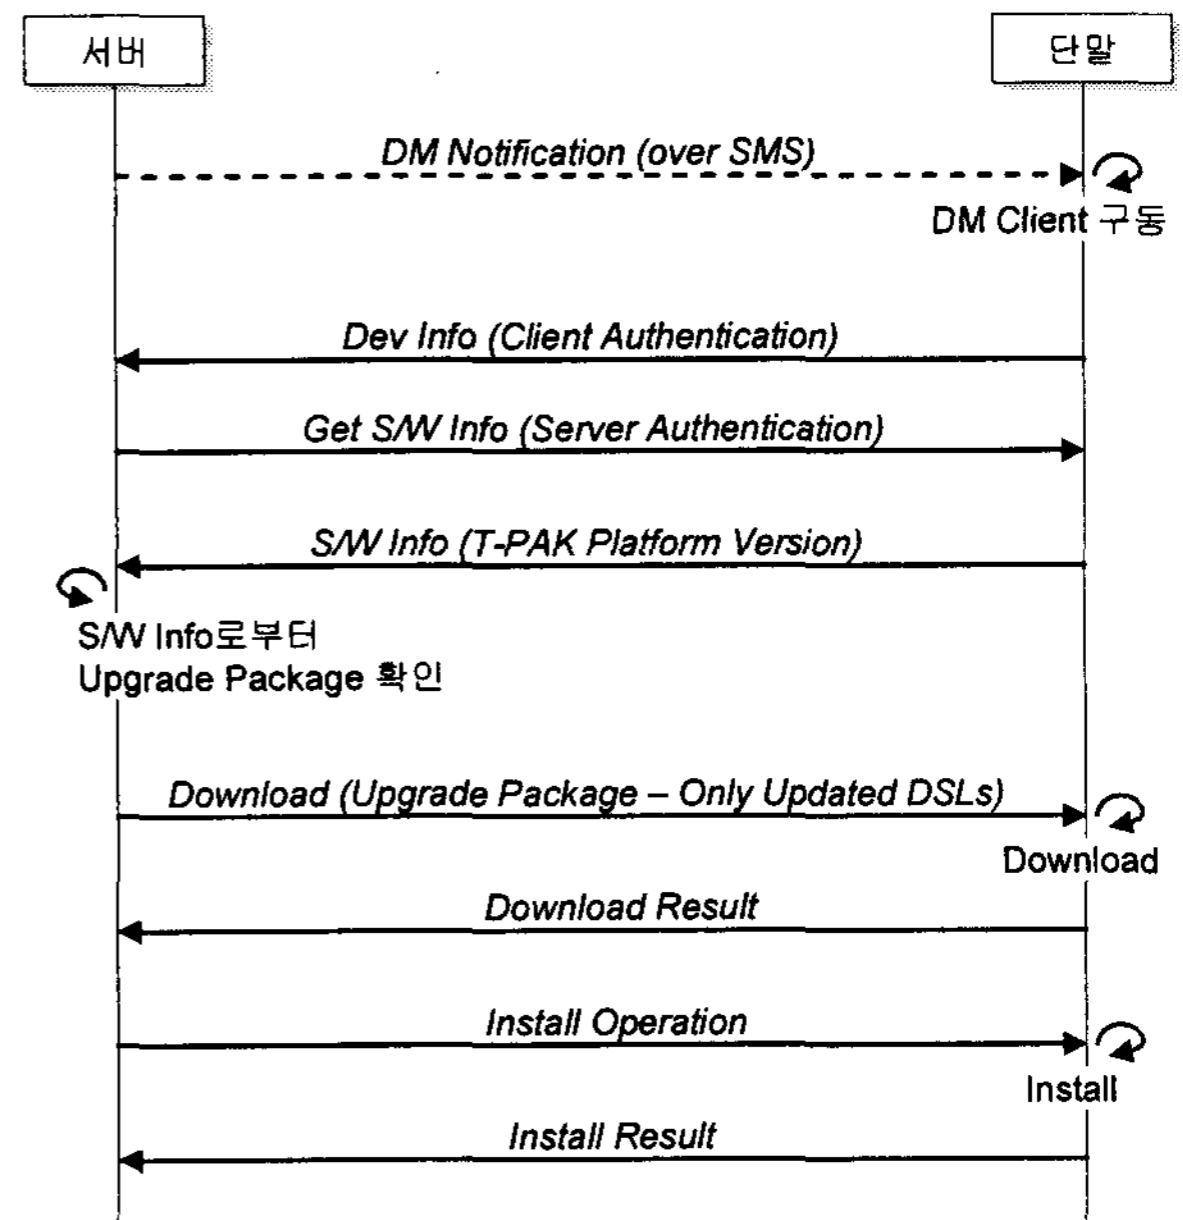 서버
단말
DM Notification (over SMS)
DM Client 구동
Dev Info (Client Authentication)
Get S/W Info (Server Authentication)
S/W Info (T-PAK Platform Version)
S/W Info로부터
Upgrade Package 확인
Download (Upgrade Package – Only Updated DSLs)
Download
Download Result
Install Operation
Install
Install Result